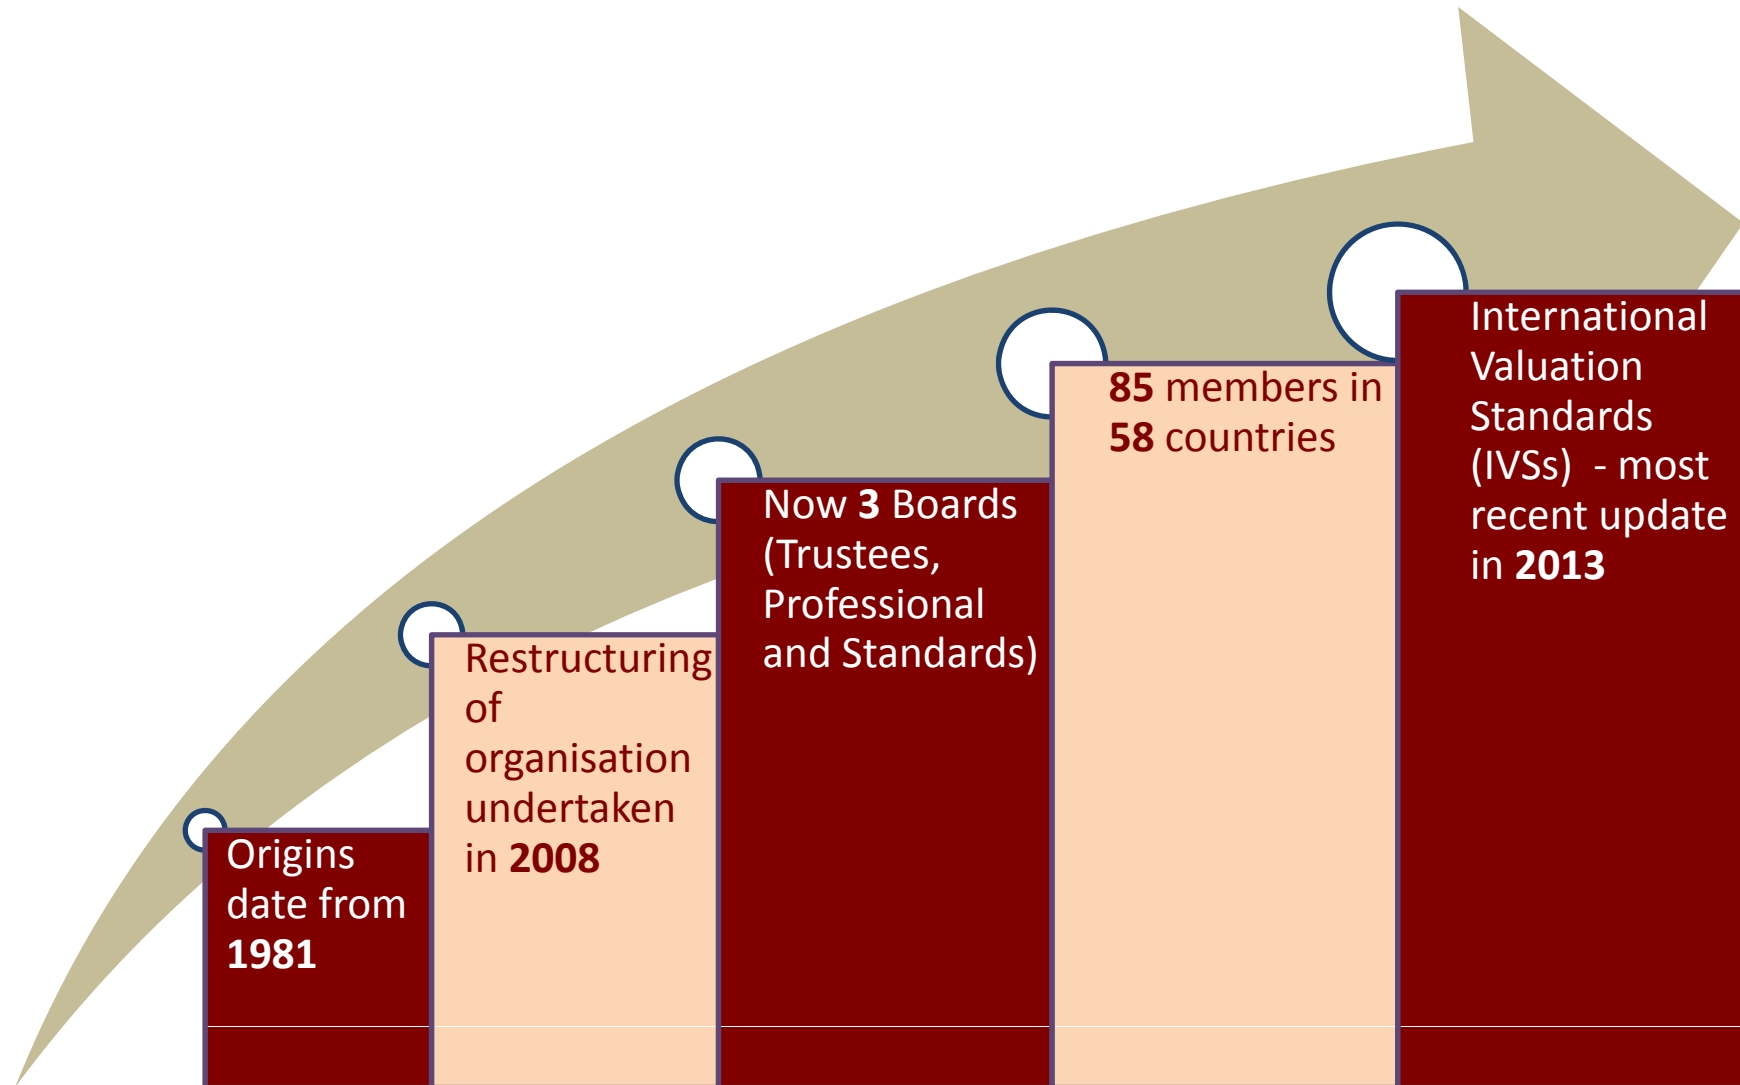 Origins
date from
1981
Restructuring
of
organisation
undertaken
in 2008
Now 3 Boards
(Trustees,
Professional
and Standards)
85 members in
58 countries
International
Valuation
Standards
(IVSs)  - most
recent update
in 2013